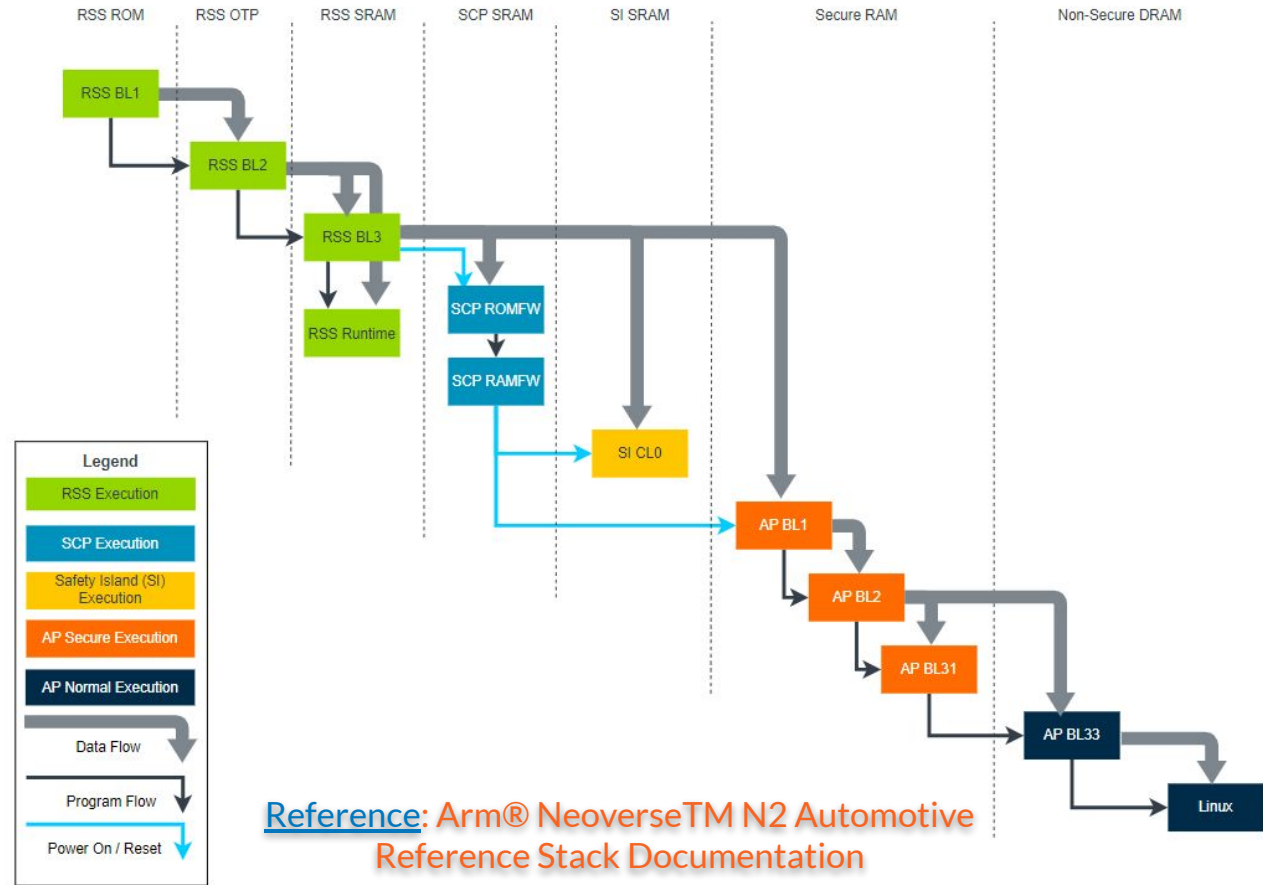 RSS ROM
RSS OTP
RSS SRAM
SCP SRAM
SI SRAM
Secure RAM
Non-Secure DRAM
RSS BL1
RSS BL2
RSS BL3
SCP ROMFW
RSS Runtime
SCP RAMFW
SI CL0
AP BL1
AP BL2
AP BL31
AP BL33
Linux
Legend
RSS Execution
SCP Execution
Safety Island (SI)
Execution
AP Secure Execution
AP Normal Execution
Data Flow
Program Flow
Power On / Reset
Reference: Arm® NeoverseTM N2 Automotive
Reference Stack Documentation